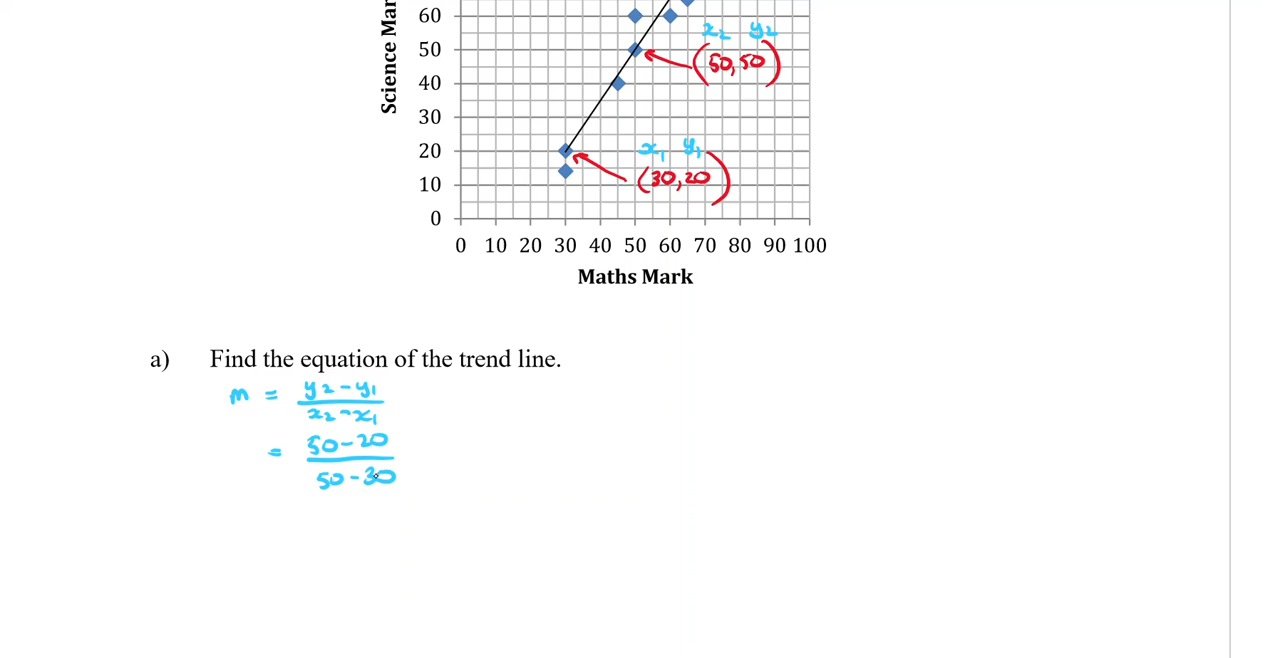 Science Mar
60
50
40
30
20
10
0
x₂ y₂
(50,50)
x₁ y₁
(30,20)
0 10 20 30 40 50 60 70 80 90 100
Maths Mark
a) Find the equation of the trend line.
m = y₂-y₁
x₂-x₁
= 50-20
50-30